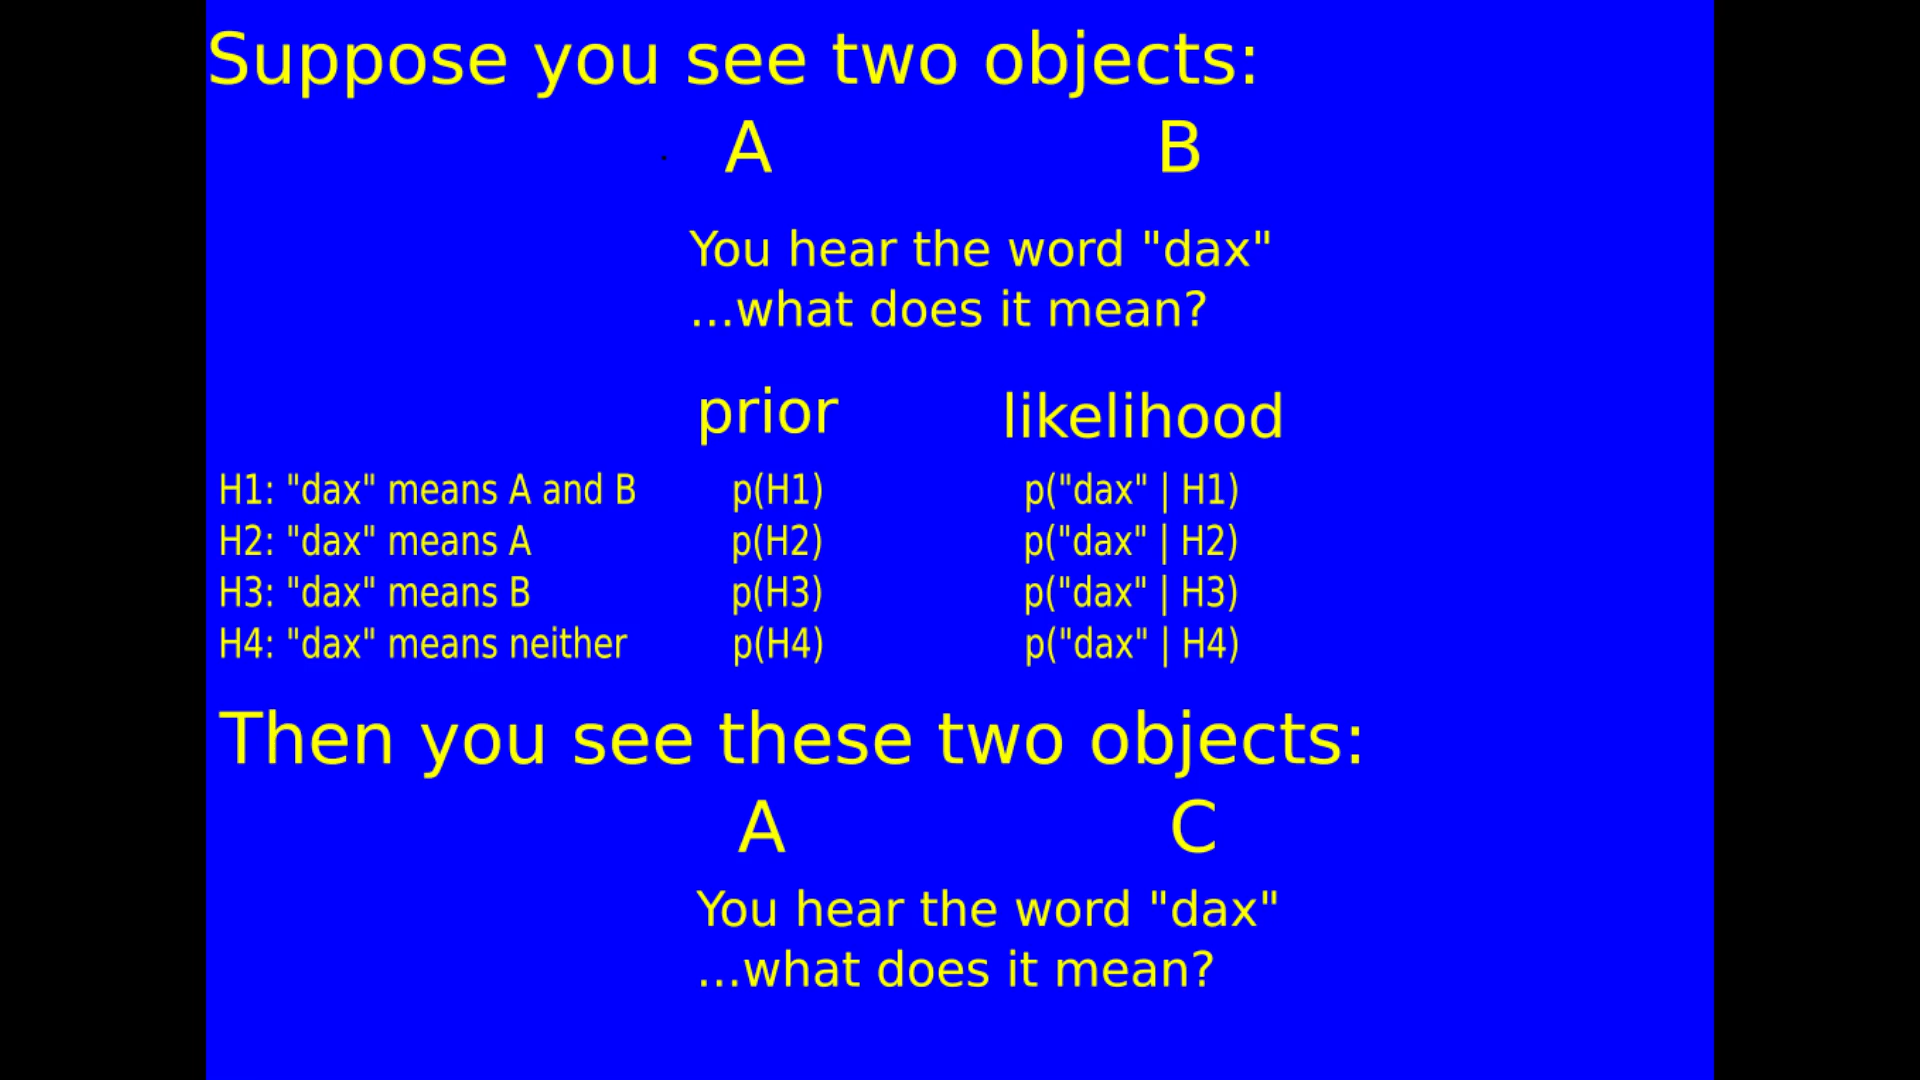 Suppose you see two objects:
A B
You hear the word "dax"
...what does it mean?
prior likelihood
H1: "dax" means A and B p(H1) p("dax" | H1)
H2: "dax" means A p(H2) p("dax" | H2)
H3: "dax" means B p(H3) p("dax" | H3)
H4: "dax" means neither p(H4) p("dax" | H4)
Then you see these two objects:
A C
You hear the word "dax"
...what does it mean?